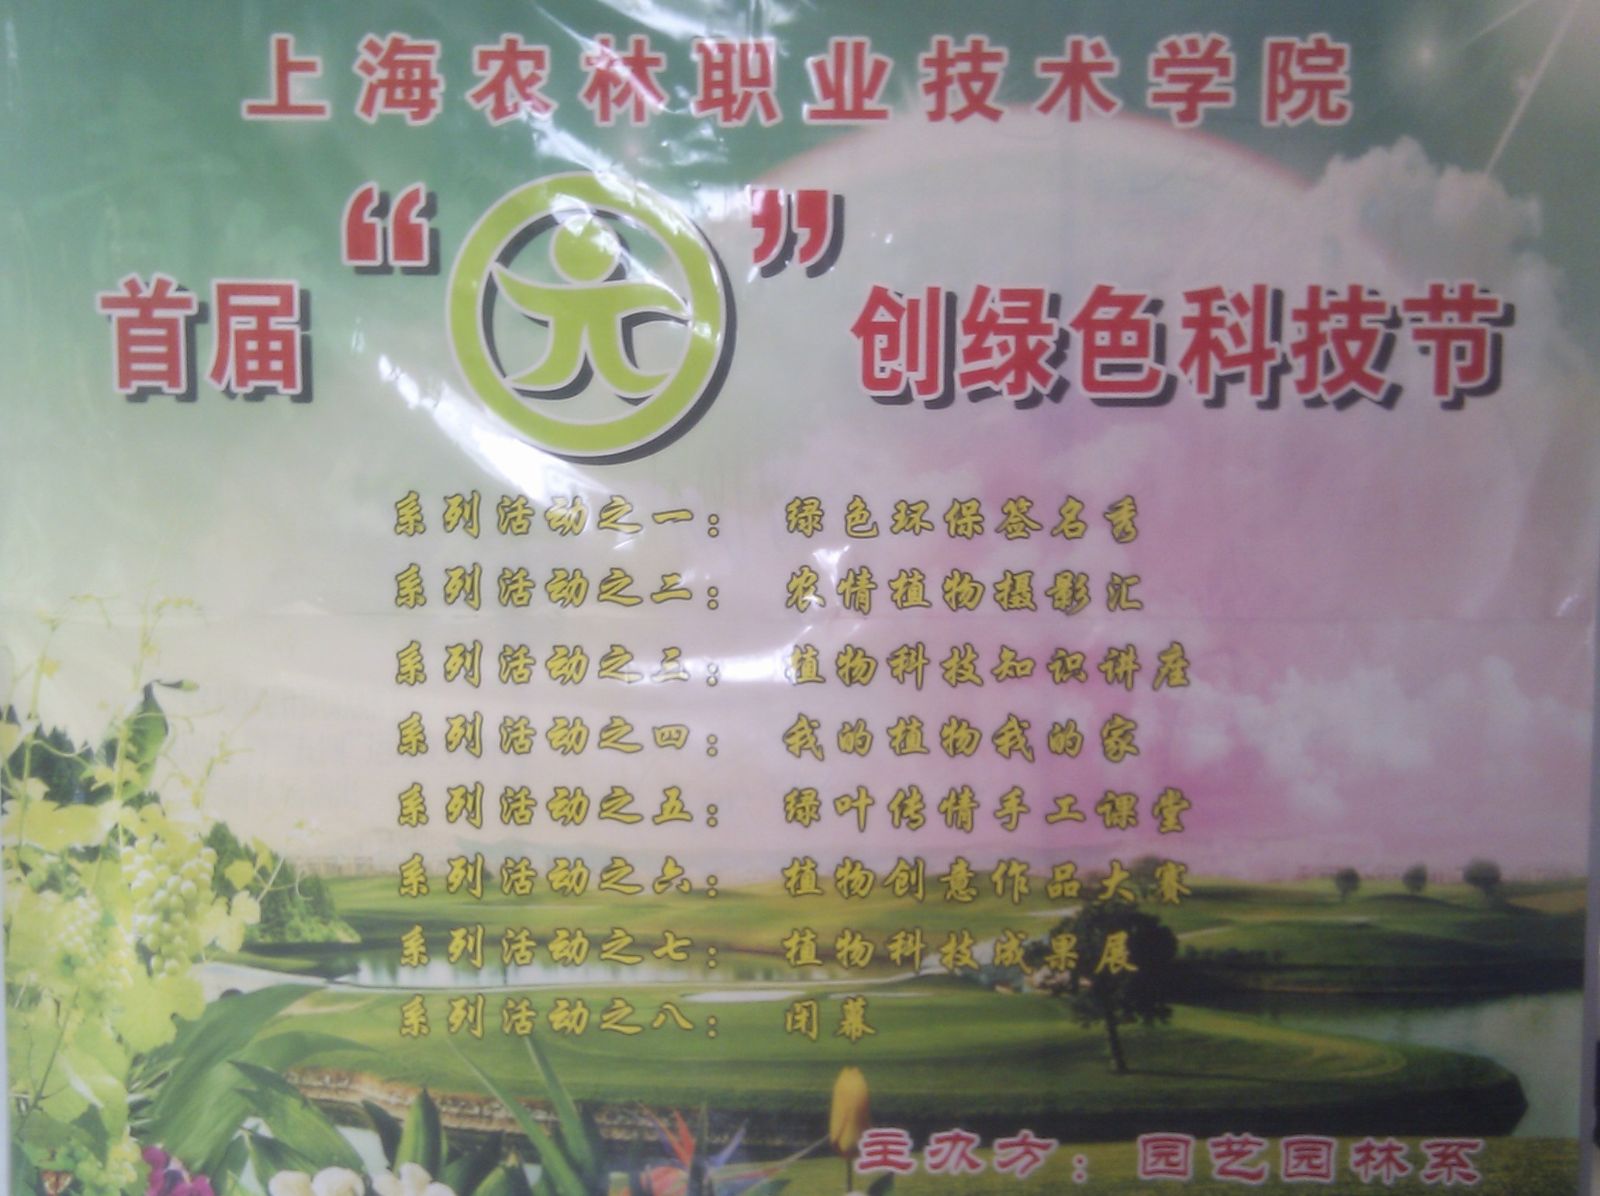 上海农林职业技术学院
首届“元”创绿色科技节
系列活动之一：绿色环保签名秀
系列活动之二：农情植物摄影汇
系列活动之三：植物科技知识讲座
系列活动之四：我的植物我的家
系列活动之五：绿叶传情手工课堂
系列活动之六：植物创意作品大赛
系列活动之七：植物科技成果展
系列活动之八：闭幕
主办方：园艺园林系